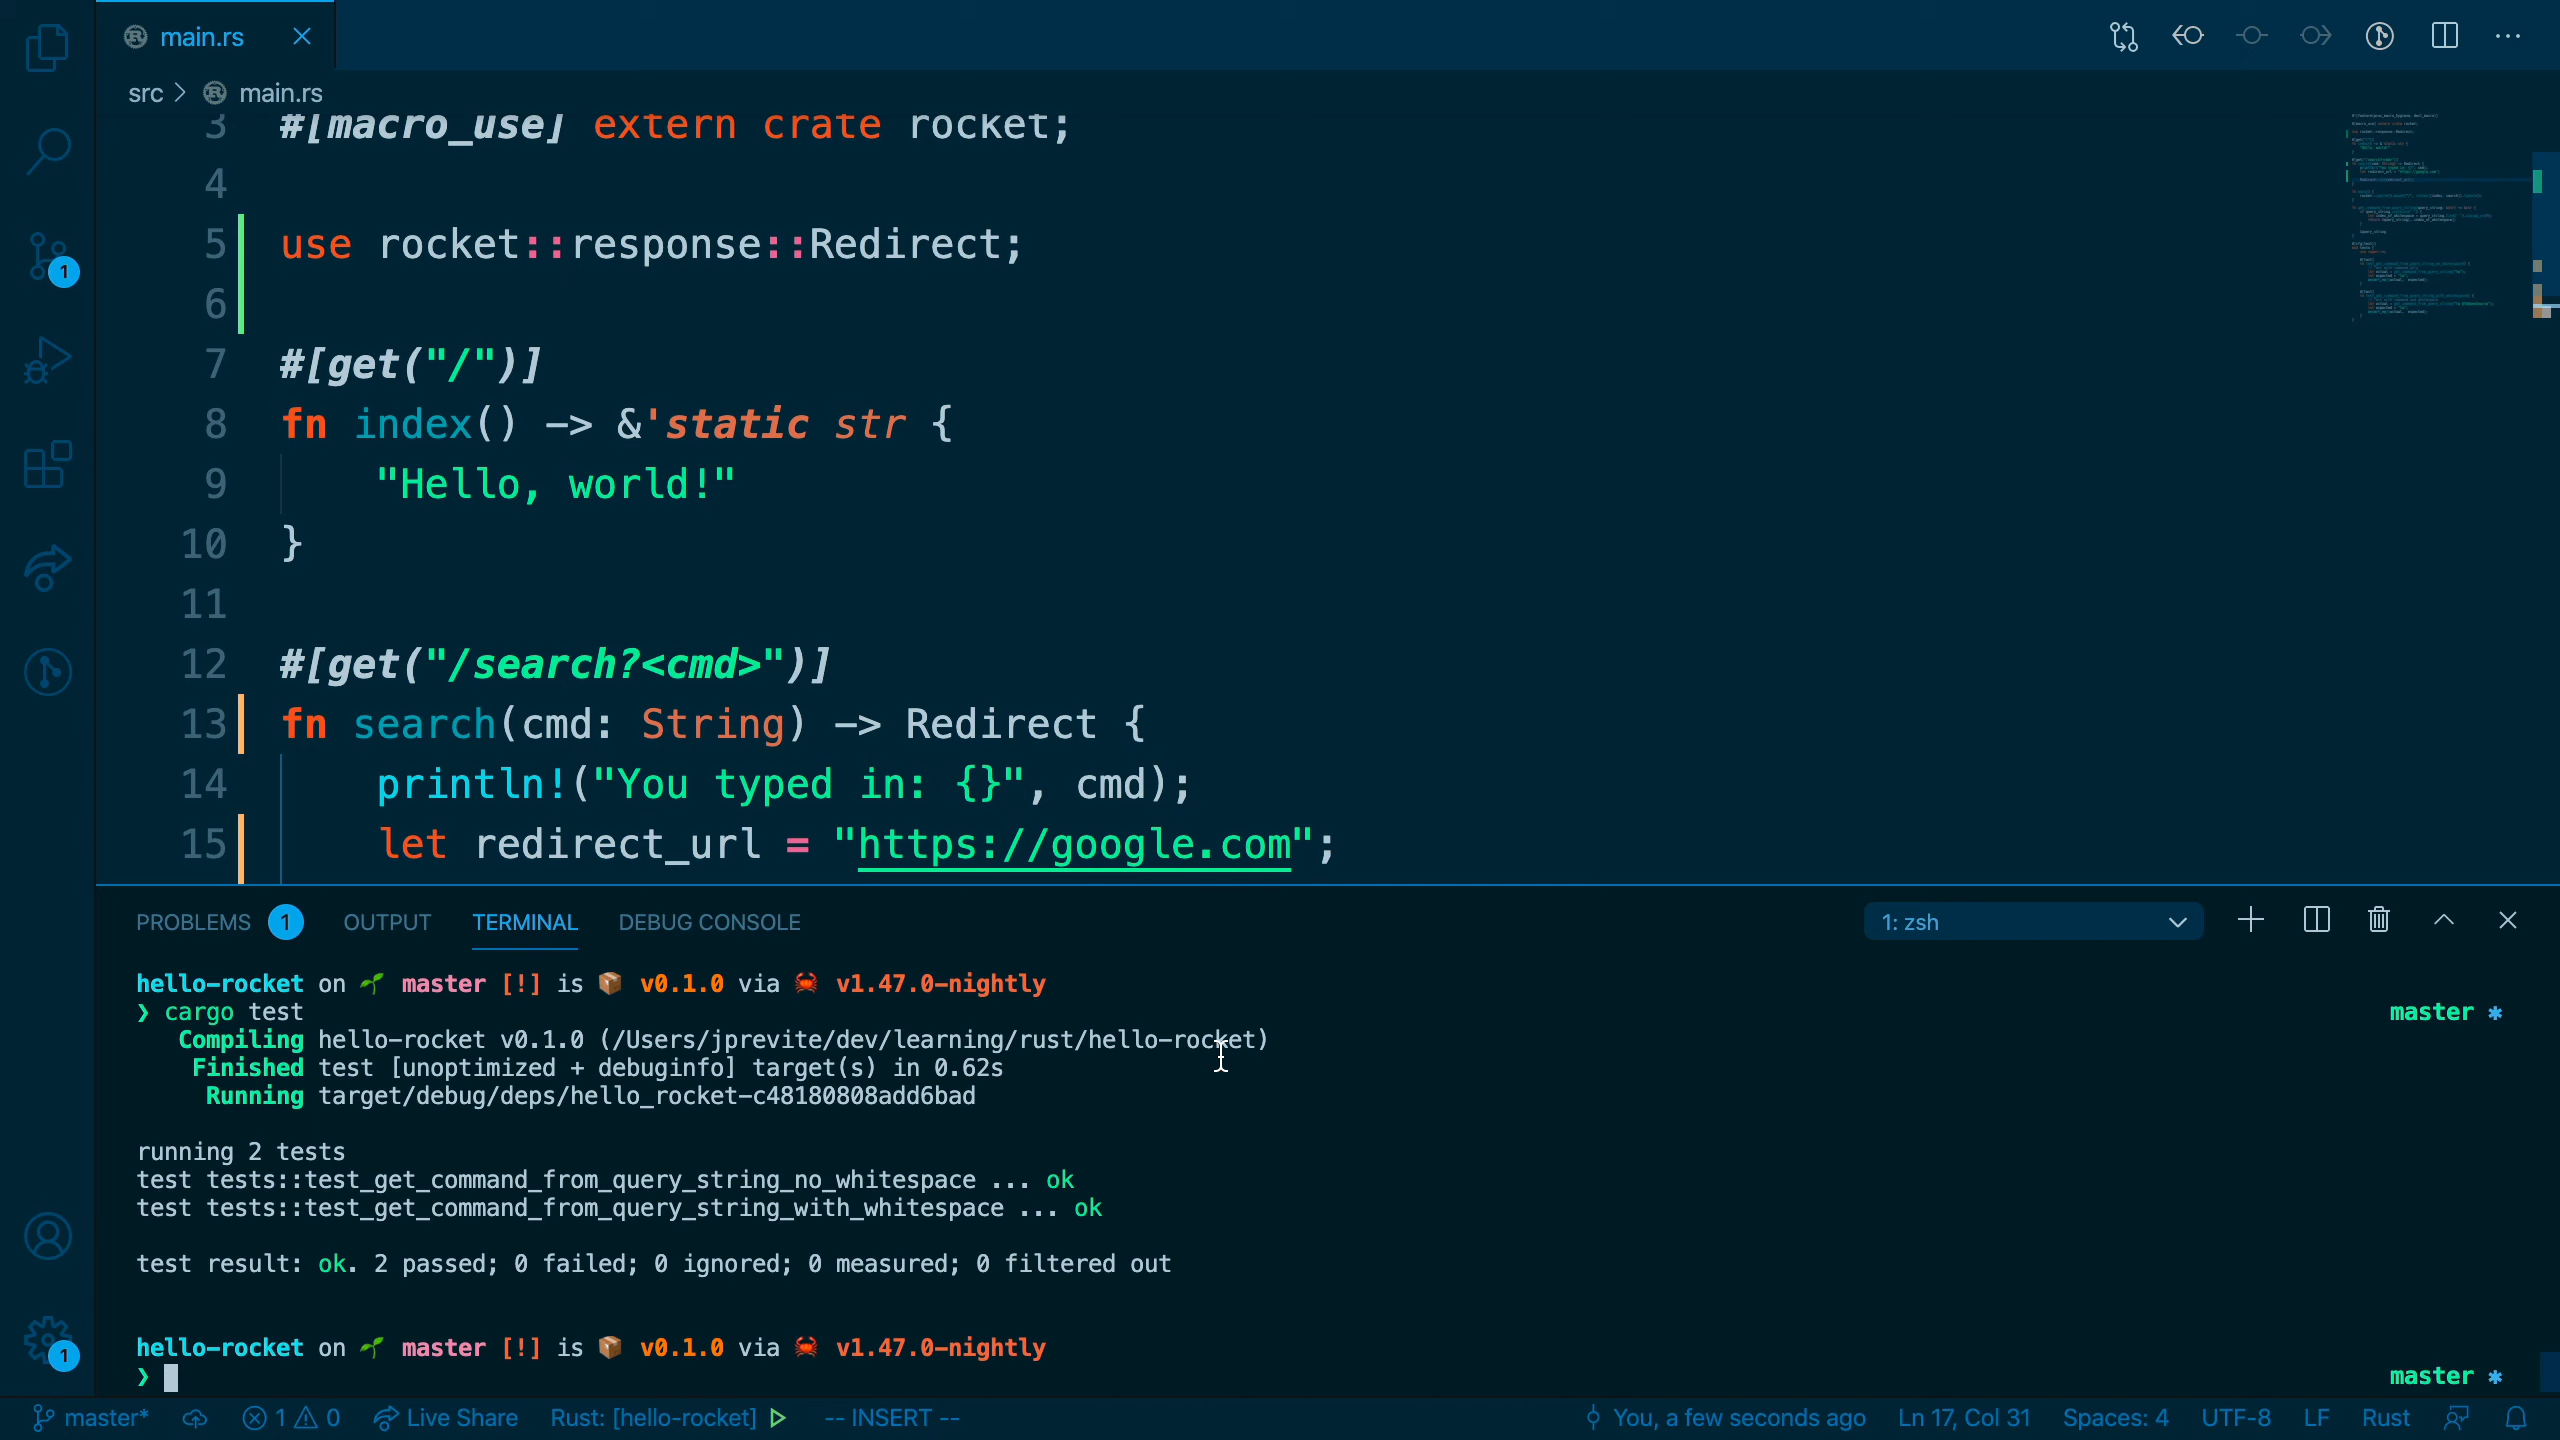 main.rs
src > main.rs
3 #[macro_use] extern crate rocket;
4
5 use rocket::response::Redirect;
6
7 #[get("/")]
8 fn index() -> &'static str {
9 "Hello, world!"
10 }
11
12 #[get("/search?<cmd>")]
13 fn search(cmd: String) -> Redirect {
14 println!("You typed in: {}", cmd);
15 let redirect_url = "https://google.com";
1
PROBLEMS 1 OUTPUT TERMINAL DEBUG CONSOLE 1: zsh
hello-rocket on 🌱 master [!] is 📦 v0.1.0 via 🦀 v1.47.0-nightly
❯ cargo test master *
Compiling hello-rocket v0.1.0 (/Users/jprevite/dev/learning/rust/hello-rocket)
Finished test [unoptimized + debuginfo] target(s) in 0.62s
Running target/debug/deps/hello_rocket-c48180808add6bad
running 2 tests
test tests::test_get_command_from_query_string_no_whitespace ... ok
test tests::test_get_command_from_query_string_with_whitespace ... ok
test result: ok. 2 passed; 0 failed; 0 ignored; 0 measured; 0 filtered out
hello-rocket on 🌱 master [!] is 📦 v0.1.0 via 🦀 v1.47.0-nightly
❯ master *
1
master* 1 0 Live Share Rust: [hello-rocket] -- INSERT -- You, a few seconds ago Ln 17, Col 31 Spaces: 4 UTF-8 LF Rust